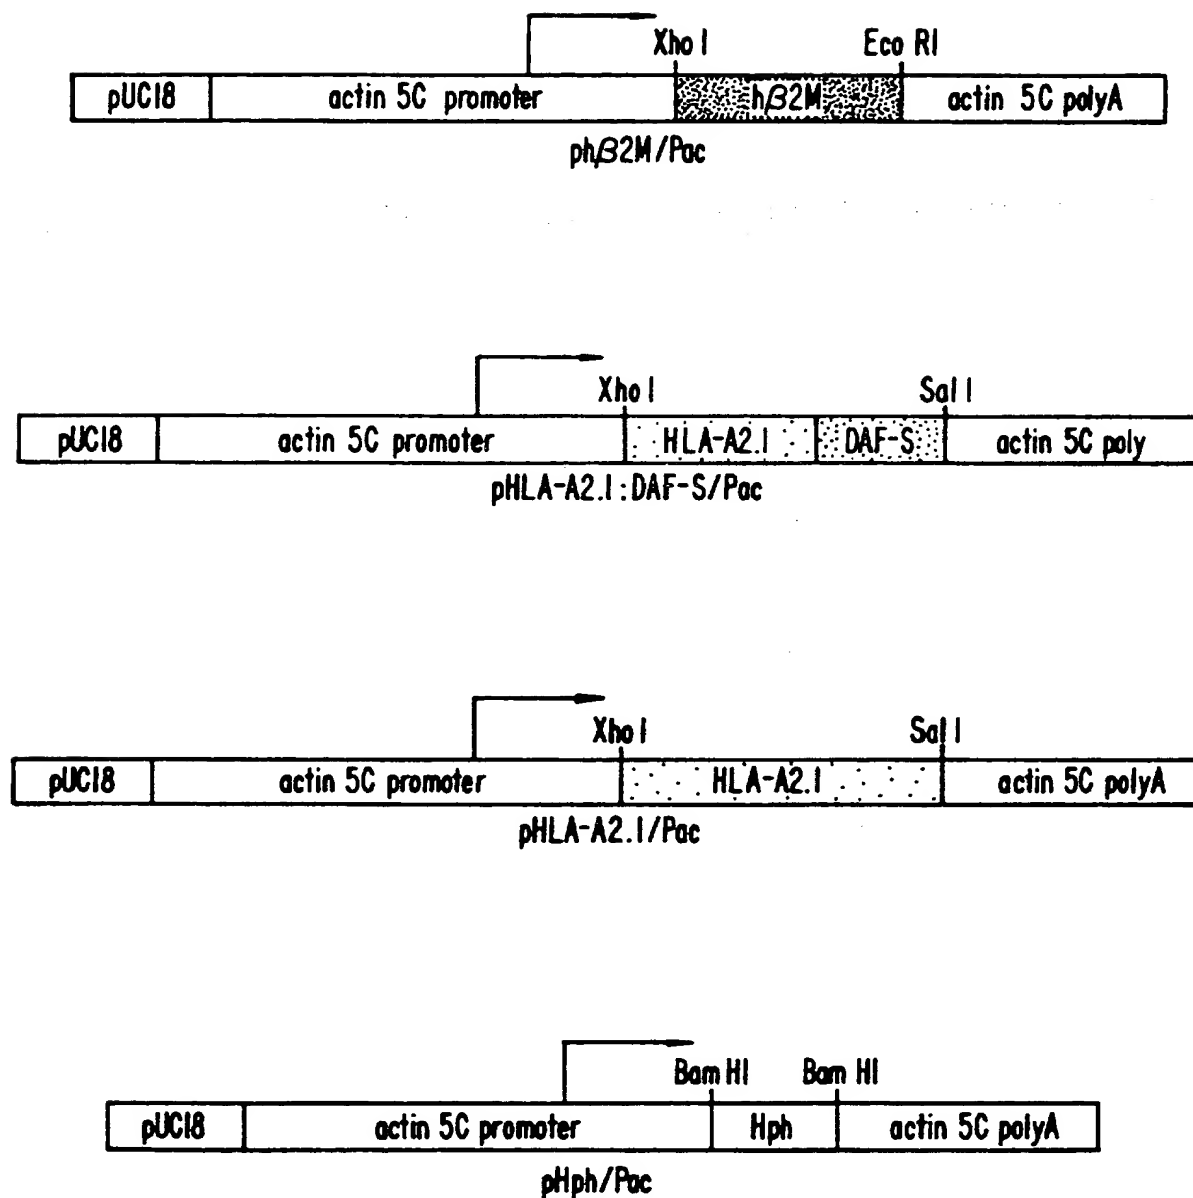 Xho I Eco RI
pUC18 actin 5C promoter hβ2M actin 5C polyA
phβ2M/Pac
Xho I Sal I
pUC18 actin 5C promoter HLA-A2.1 DAF-S actin 5C poly
pHLA-A2.1:DAF-S/Pac
Xho I Sal I
pUC18 actin 5C promoter HLA-A2.1 actin 5C polyA
pHLA-A2.1/Pac
Bam HI Bam HI
pUC18 actin 5C promoter Hph actin 5C polyA
pHph/Pac